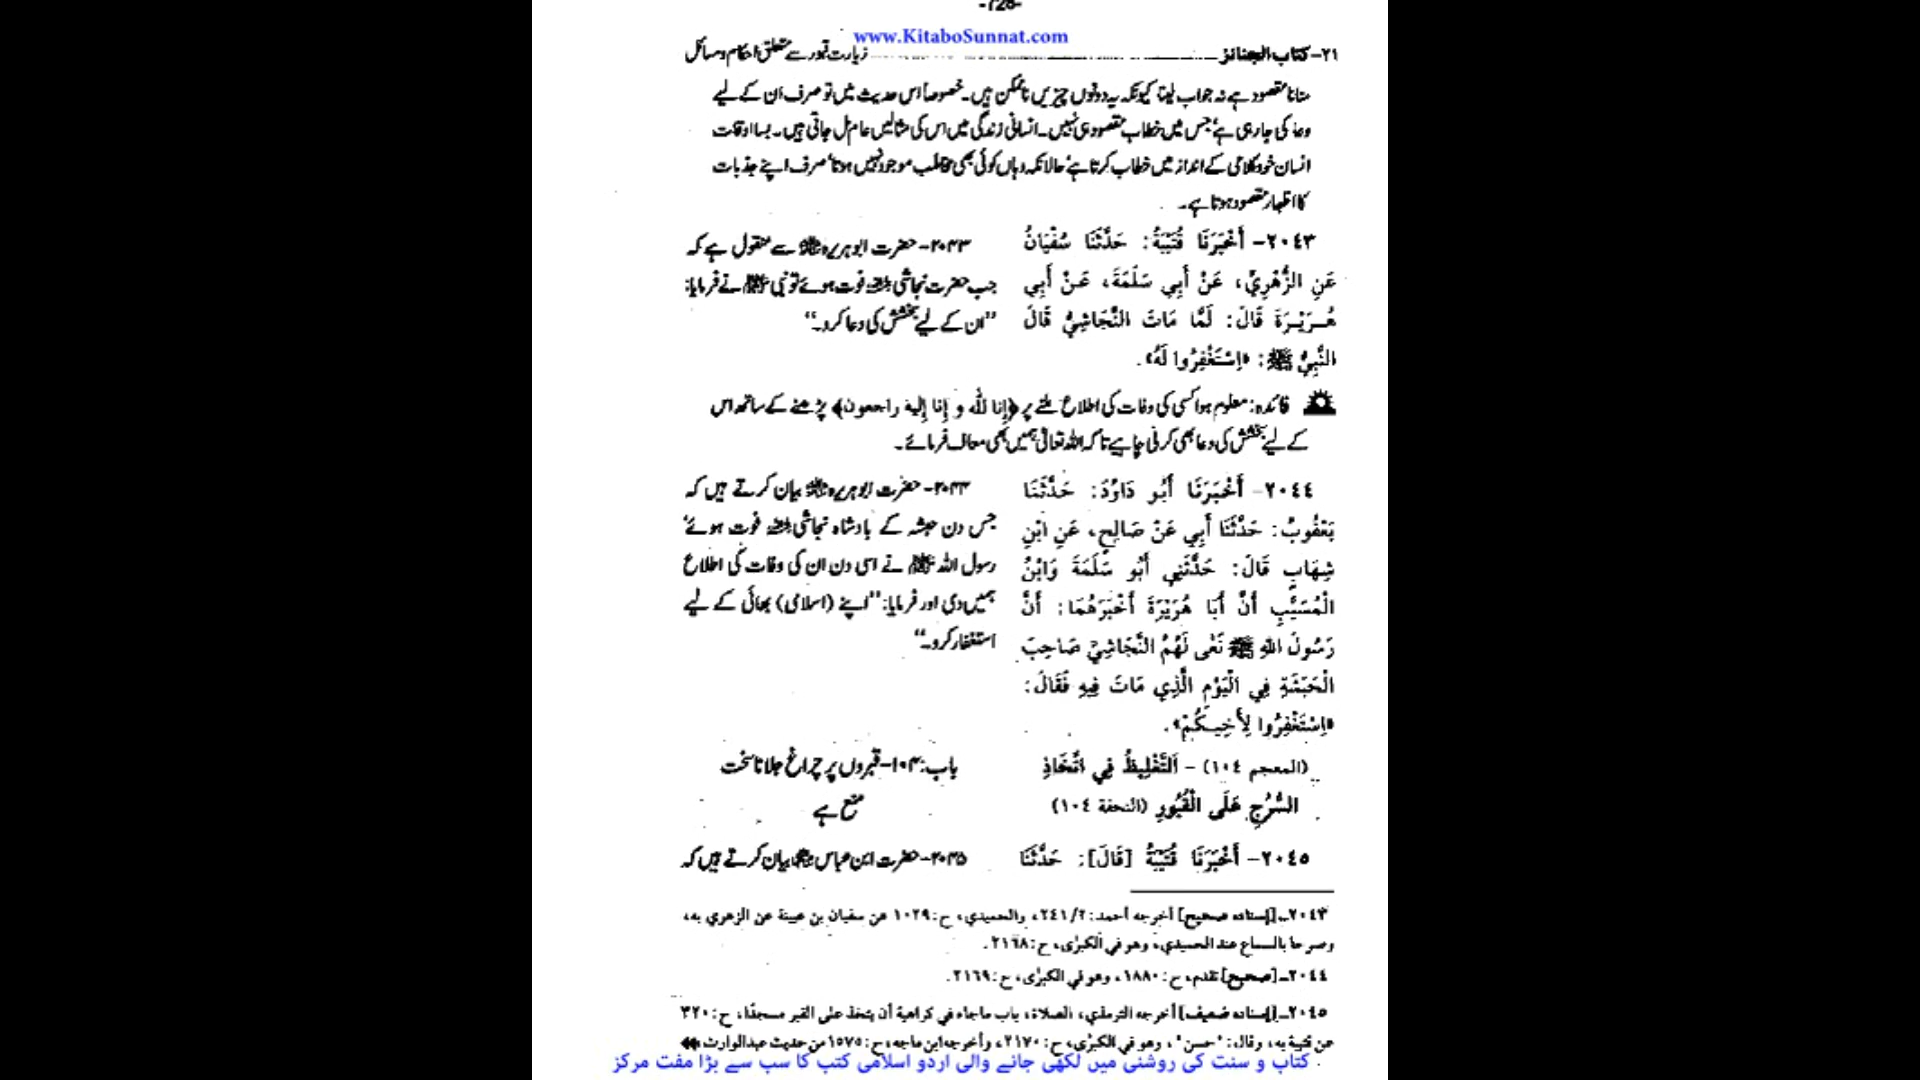 -728-
www.KitaboSunnat.com
٢١-كتاب الجنائز زیارت قبور سے متعلق احکام و مسائل
سنانا مقصود ہے نہ جواب لینا، کیونکہ یہ دونوں چیزیں ناممکن ہیں۔ خصوصاً اس حدیث میں تو صرف ان کے لیے
دعا کی جا رہی ہے، جس میں خطاب مقصود ہی نہیں۔ انسانی زندگی میں اس کی مثالیں عام مل جاتی ہیں۔ بسا اوقات
انسان خود کلامی کے انداز میں خطاب کرتا ہے، حالانکہ وہاں کوئی بھی مخاطب موجود نہیں ہوتا، صرف اپنے جذبات
کا اظہار مقصود ہوتا ہے۔
٢٠٤٣- أَخْبَرَنَا قُتَيْبَةُ: حَدَّثَنَا سُفْيَانُ
عَنِ الزُّهْرِيِّ، عَنْ أَبِي سَلَمَةَ، عَنْ أَبِي
هُرَيْرَةَ قَالَ: لَمَّا مَاتَ النَّجَاشِيُّ قَالَ
النَّبِيُّ ﷺ: «اِسْتَغْفِرُوا لَهُ».
۲۰۴۳- حضرت ابوہریرہ رضی اللہ عنہ سے منقول ہے کہ
جب حضرت نجاشی رحمہ اللہ فوت ہوئے تو نبی ﷺ نے فرمایا:
’’ان کے لیے بخشش کی دعا کرو۔‘‘
فائدہ: معلوم ہوا کسی کی وفات کی اطلاع ملنے پر ﴿إنا لله و إنا إليه راجعون﴾ پڑھنے کے ساتھ اس
کے لیے بخشش کی دعا بھی کرنی چاہیے تاکہ اللہ تعالیٰ ہمیں بھی معاف فرمائے۔
٢٠٤٤- أَخْبَرَنَا أَبُو دَاوُدَ: حَدَّثَنَا
يَعْقُوبُ: حَدَّثَنَا أَبِي عَنْ صَالِحٍ، عَنِ ابْنِ
شِهَابٍ قَالَ: حَدَّثَنِي أَبُو سَلَمَةَ وَابْنُ
الْمُسَيَّبِ أَنَّ أَبَا هُرَيْرَةَ أَخْبَرَهُمَا: أَنَّ
رَسُولَ اللهِ ﷺ نَعَى لَهُمُ النَّجَاشِيَّ صَاحِبَ
الْحَبَشَةِ فِي الْيَوْمِ الَّذِي مَاتَ فِيهِ فَقَالَ:
«اِسْتَغْفِرُوا لِأَخِيكُمْ».
۲۰۴۴- حضرت ابوہریرہ رضی اللہ عنہ بیان کرتے ہیں کہ
جس دن حبشہ کے بادشاہ نجاشی رحمہ اللہ فوت ہوئے،
رسول اللہ ﷺ نے اسی دن ان کی وفات کی اطلاع
ہمیں دی اور فرمایا: ’’اپنے (اسلامی) بھائی کے لیے
استغفار کرو۔‘‘
(المعجم ١٠٤) - اَلتَّغْلِيظُ فِي اتِّخَاذِ
السُّرُجِ عَلَى الْقُبُورِ (التحفة ١٠٤)
باب: ۱۰۴- قبروں پر چراغ جلانا سخت
منع ہے
٢٠٤٥- أَخْبَرَنَا قُتَيْبَةُ [قَالَ]: حَدَّثَنَا
۲۰۴۵- حضرت ابن عباس رضی اللہ عنہما بیان کرتے ہیں کہ
٢٠٤٣ـ [إسناده صحيح] أخرجه أحمد: ٢/ ٢٤١، والحميدي، ح: ١٠٢٩ عن سفيان بن عيينة عن الزهري به،
وصرحا بالسماع عند الحميدي، وهو في الكبرى، ح: ٢١٦٨.
٢٠٤٤ـ [صحيح] تقدم، ح: ١٨٨٠، وهو في الكبرى، ح: ٢١٦٩.
٢٠٤٥ـ [إسناده ضعيف] أخرجه الترمذي، الصلاة، باب ماجاء في كراهية أن يتخذ على القبر مسجدًا، ح: ٣٢٠
عن قتيبة به، وقال: "حسن"، وهو في الكبرى، ح: ٢١٧٠، وأخرجه ابن ماجه، ح: ١٥٧٥ من حديث عبدالوارث
کتاب و سنت کی روشنی میں لکھی جانے والی اردو اسلامی کتب کا سب سے بڑا مفت مرکز